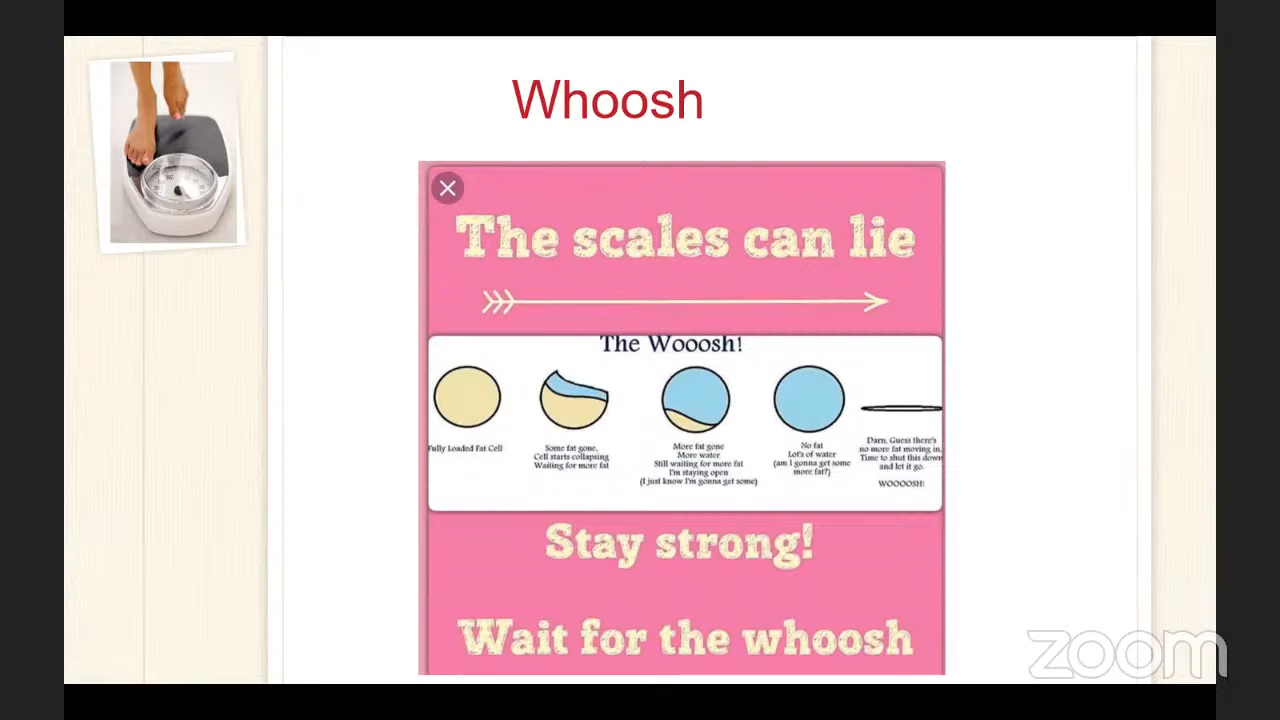 Whoosh
The scales can lie
The Wooosh!
Fully Loaded Fat Cell
Some fat gone.
Cell starts collapsing
Waiting for more fat
More fat gone
More water
Still waiting for more fat
I'm staying open
(I just know I'm gonna get some)
No fat
Lot's of water
(am I gonna get some
more fat?)
Darn. Guess there's
no more fat moving in.
Time to shut this down
and let it go.
WOOOOSH!
Stay strong!
Wait for the whoosh
zoom